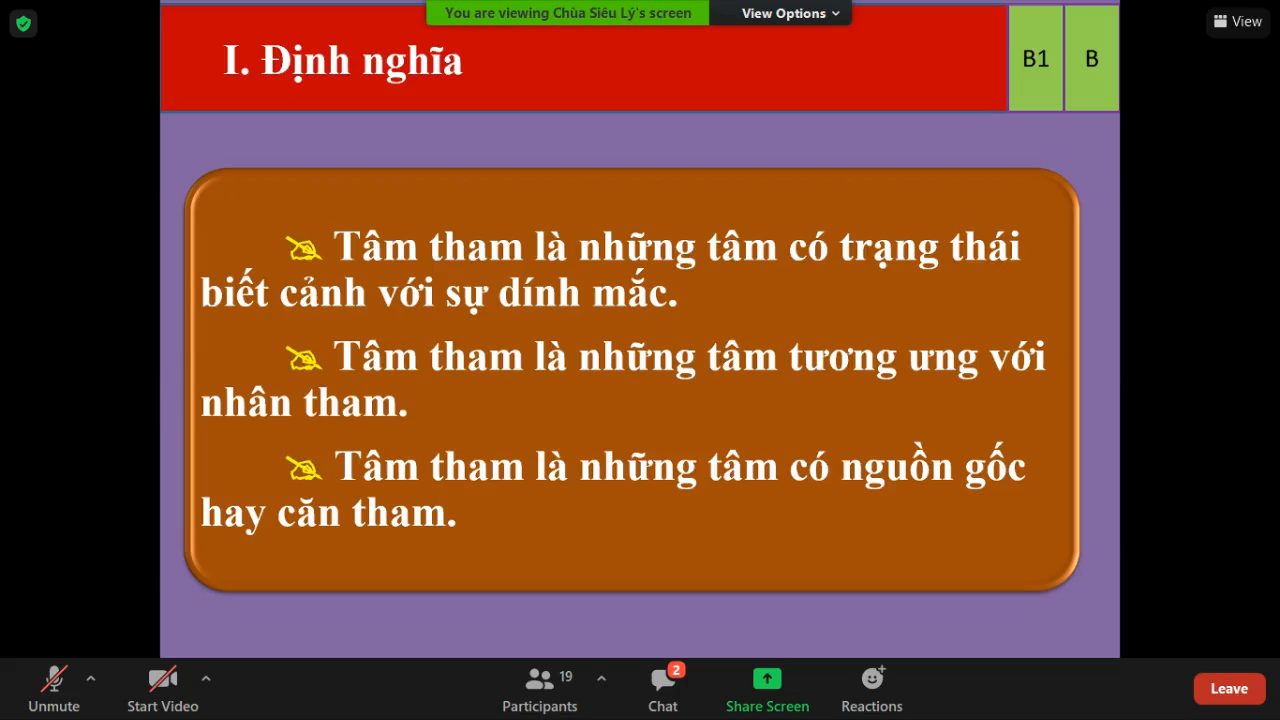 You are viewing Chùa Siêu Lý's screen
View Options
View
I. Định nghĩa
B1
B
Tâm tham là những tâm có trạng thái
biết cảnh với sự dính mắc.
Tâm tham là những tâm tương ưng với
nhân tham.
Tâm tham là những tâm có nguồn gốc
hay căn tham.
19
2
Unmute
Start Video
Participants
Chat
Share Screen
Reactions
Leave